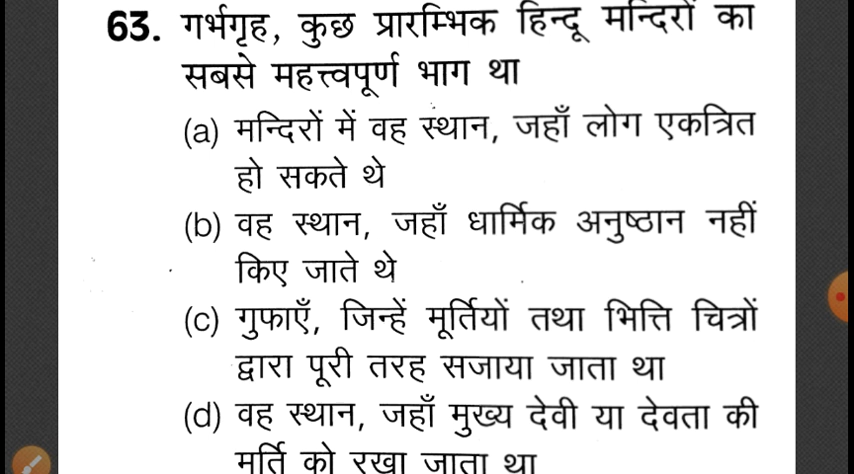 63. गर्भगृह, कुछ प्रारम्भिक हिन्दू मन्दिरों का
सबसे महत्त्वपूर्ण भाग था
(a) मन्दिरों में वह स्थान, जहाँ लोग एकत्रित
हो सकते थे
(b) वह स्थान, जहाँ धार्मिक अनुष्ठान नहीं
किए जाते थे
(c) गुफाएँ, जिन्हें मूर्तियों तथा भित्ति चित्रों
द्वारा पूरी तरह सजाया जाता था
(d) वह स्थान, जहाँ मुख्य देवी या देवता की
मूर्ति को रखा जाता था